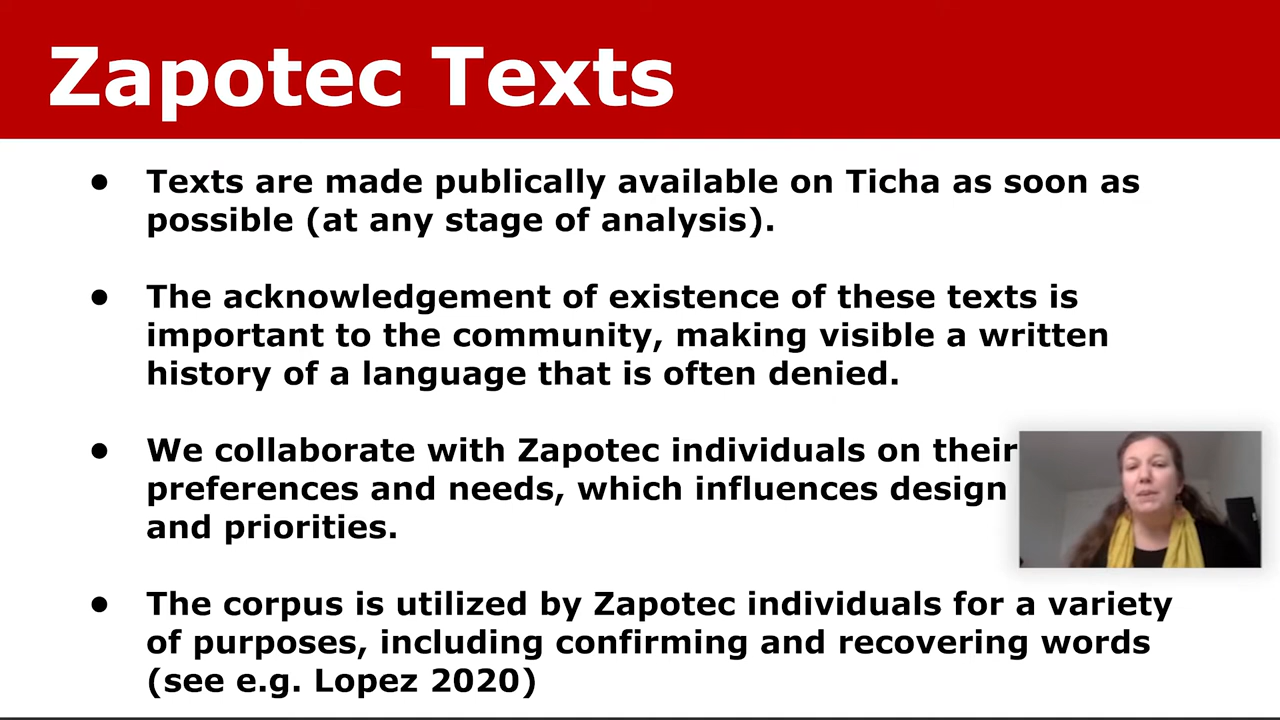 Zapotec Texts
● Texts are made publically available on Ticha as soon as
possible (at any stage of analysis).
● The acknowledgement of existence of these texts is
important to the community, making visible a written
history of a language that is often denied.
● We collaborate with Zapotec individuals on their
preferences and needs, which influences design
and priorities.
● The corpus is utilized by Zapotec individuals for a variety
of purposes, including confirming and recovering words
(see e.g. Lopez 2020)